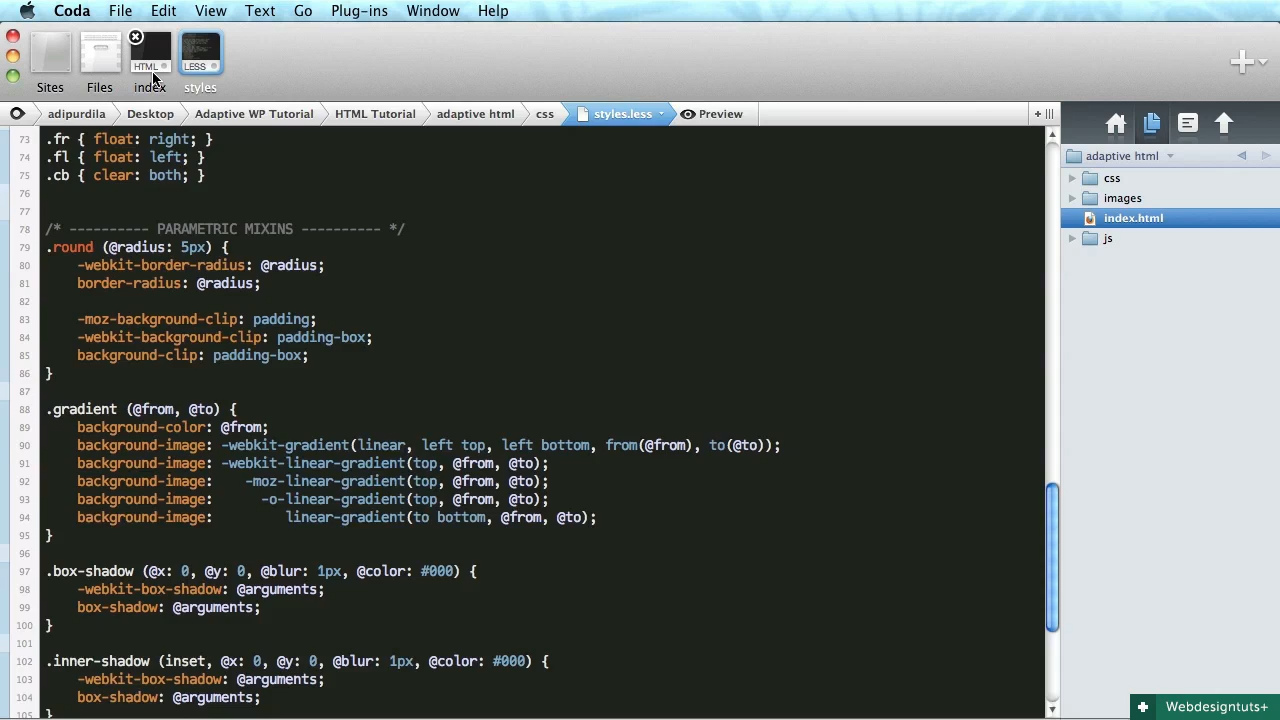 Coda File Edit View Text Go Plug-ins Window Help
HTML LESS
Sites Files index styles
adipurdila Desktop Adaptive WP Tutorial HTML Tutorial adaptive html css styles.less Preview
adaptive html
css
images
index.html
js
73 .fr { float: right; }
74 .fl { float: left; }
75 .cb { clear: both; }
76
77
78 /* ---------- PARAMETRIC MIXINS ---------- */
79 .round (@radius: 5px) {
80 -webkit-border-radius: @radius;
81 border-radius: @radius;
82
83 -moz-background-clip: padding;
84 -webkit-background-clip: padding-box;
85 background-clip: padding-box;
86 }
87
88 .gradient (@from, @to) {
89 background-color: @from;
90 background-image: -webkit-gradient(linear, left top, left bottom, from(@from), to(@to));
91 background-image: -webkit-linear-gradient(top, @from, @to);
92 background-image: -moz-linear-gradient(top, @from, @to);
93 background-image: -o-linear-gradient(top, @from, @to);
94 background-image: linear-gradient(to bottom, @from, @to);
95 }
96
97 .box-shadow (@x: 0, @y: 0, @blur: 1px, @color: #000) {
98 -webkit-box-shadow: @arguments;
99 box-shadow: @arguments;
100 }
101
102 .inner-shadow (inset, @x: 0, @y: 0, @blur: 1px, @color: #000) {
103 -webkit-box-shadow: @arguments;
104 box-shadow: @arguments;
105 }
Webdesigntuts+